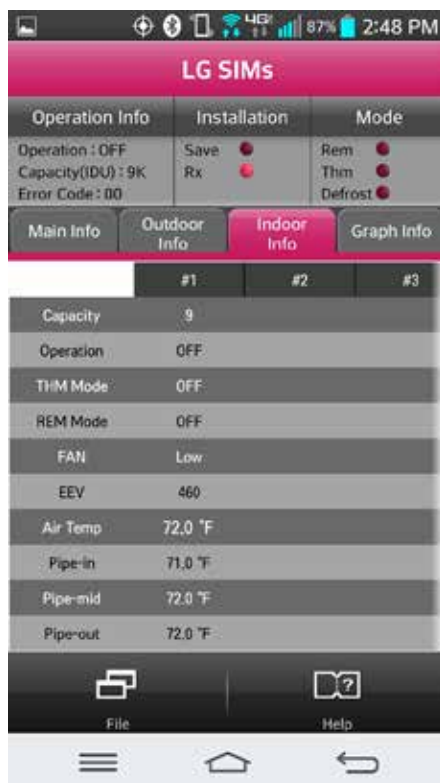 4G 87% 2:48 PM
LG SIMs
Operation Info Installation Mode
Operation : OFF Save Rem
Capacity(IDU) : 9K Rx Thm
Error Code : 00 Defrost
Main Info Outdoor Info Indoor Info Graph Info
#1 #2 #3
Capacity 9
Operation OFF
THM Mode OFF
REM Mode OFF
FAN Low
EEV 460
Air Temp 72.0 °F
Pipe-in 71.0 °F
Pipe-mid 72.0 °F
Pipe-out 72.0 °F
File Help